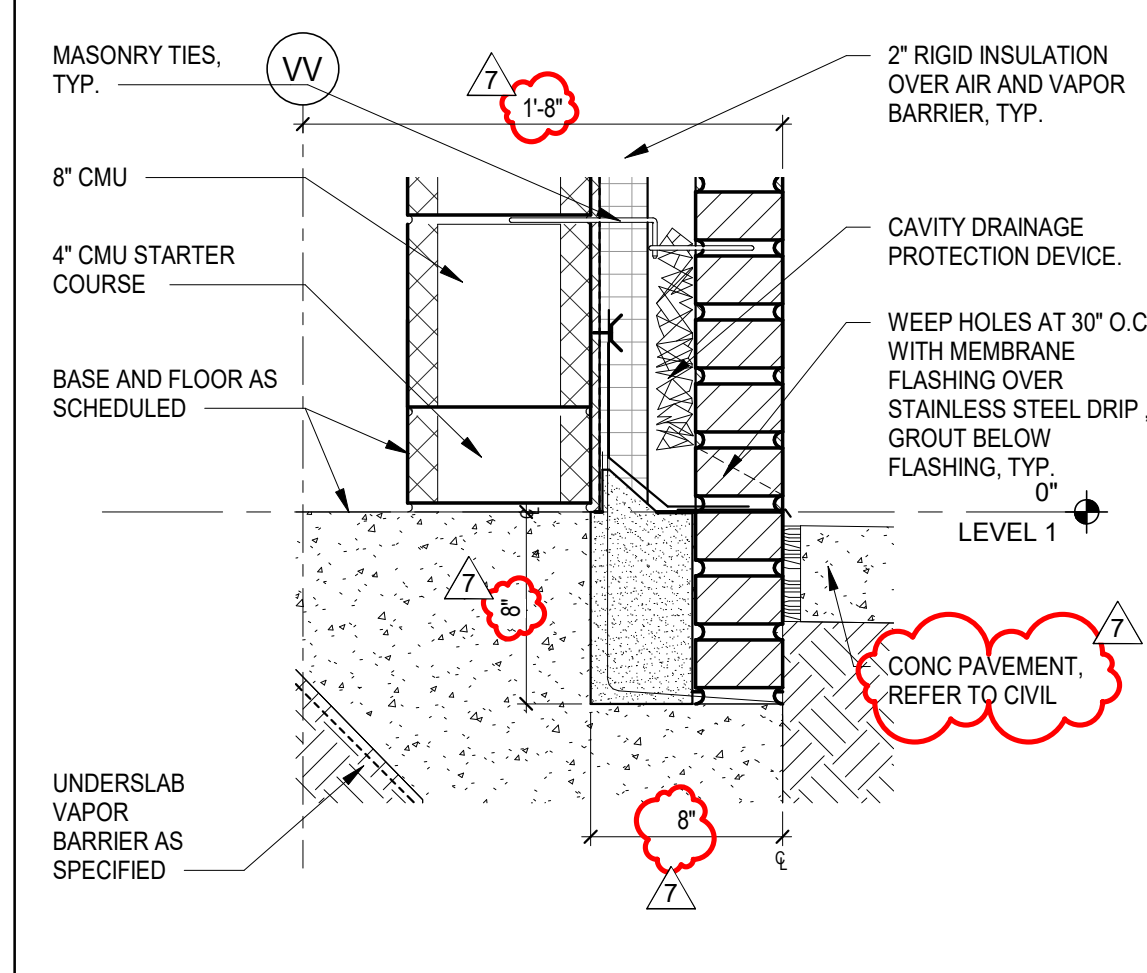 MASONRY TIES,
TYP.
VV
7
1'-8"
2" RIGID INSULATION
OVER AIR AND VAPOR
BARRIER, TYP.
8" CMU
4" CMU STARTER
COURSE
BASE AND FLOOR AS
SCHEDULED
CAVITY DRAINAGE
PROTECTION DEVICE.
WEEP HOLES AT 30" O.C
WITH MEMBRANE
FLASHING OVER
STAINLESS STEEL DRIP ,
GROUT BELOW
FLASHING, TYP.
0"
LEVEL 1
℄
7
8"
7
CONC PAVEMENT,
REFER TO CIVIL
UNDERSLAB
VAPOR
BARRIER AS
SPECIFIED
8"
℄
7